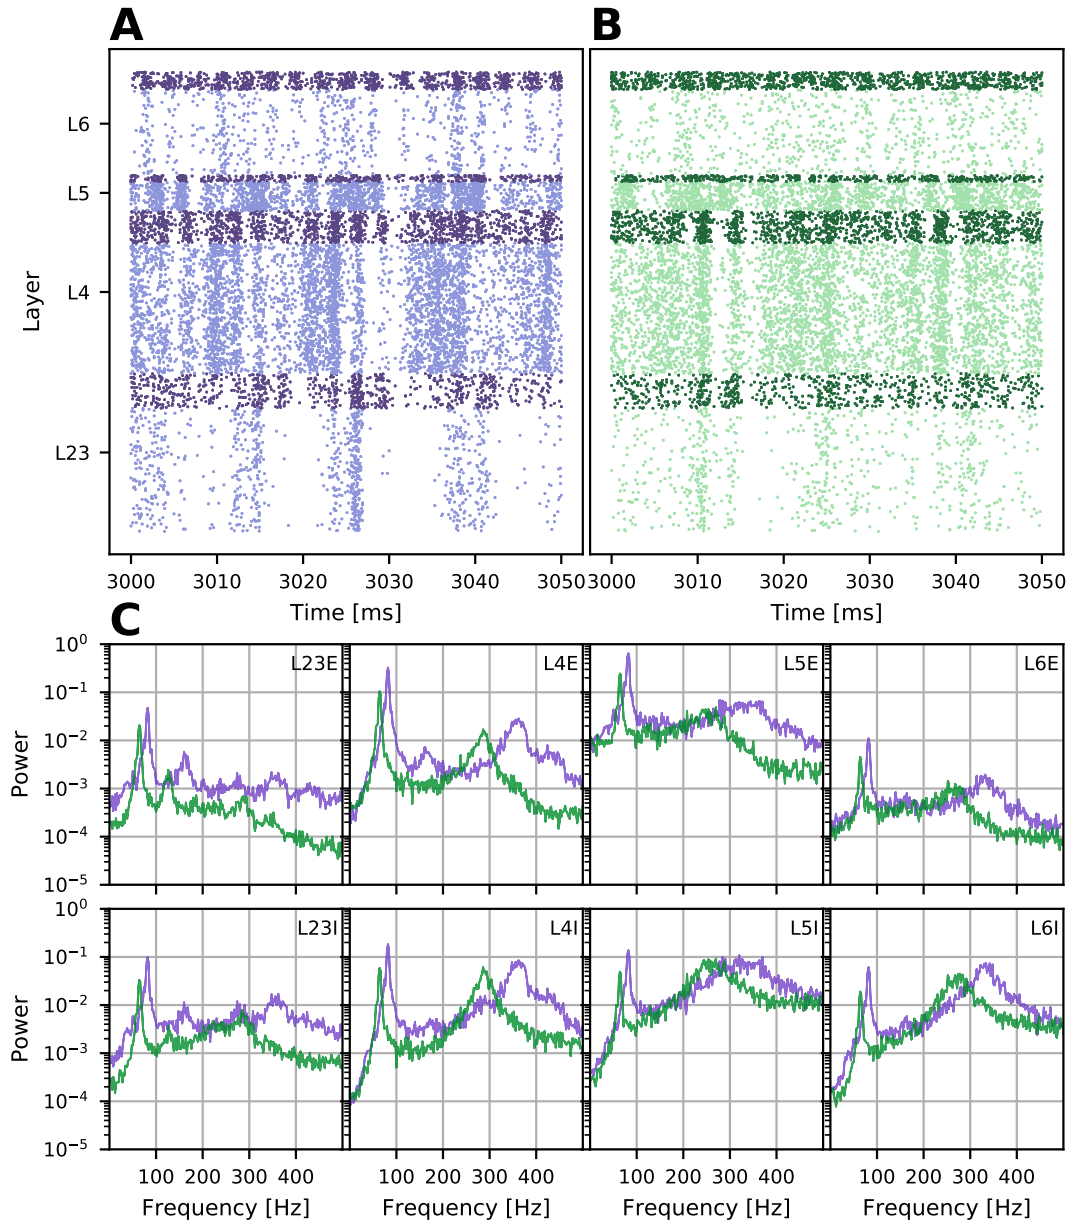 A B
L6
L5
L4
L23
Layer
3000 3010 3020 3030 3040 3050 3000 3010 3020 3030 3040 3050
Time [ms] Time [ms]
C
10^0
10^-1
10^-2
10^-3
10^-4
10^-5
Power
L23E L4E L5E L6E
10^0
10^-1
10^-2
10^-3
10^-4
10^-5
Power
L23I L4I L5I L6I
100 200 300 400 100 200 300 400 100 200 300 400 100 200 300 400
Frequency [Hz] Frequency [Hz] Frequency [Hz] Frequency [Hz]